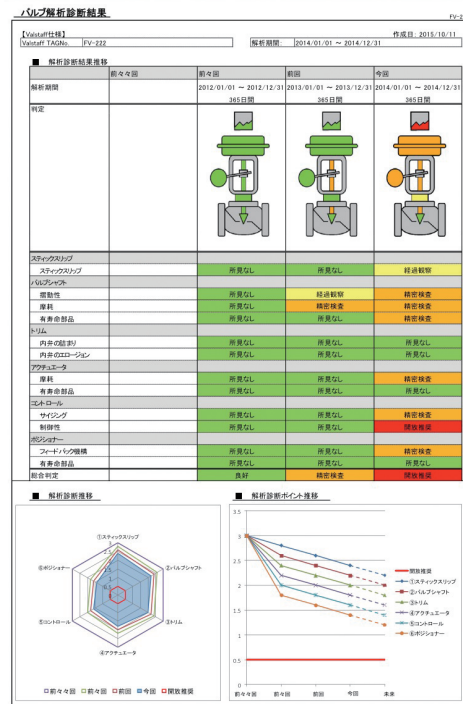 バルブ解析診断結果
FV-2
【Valstaff仕様】
作成日: 2015/10/11
Valstaff TAGNo. FV-222 解析期間: 2014/01/01 ～ 2014/12/31
■ 解析診断結果推移
前々々回 前々回 前回 今回
解析期間 2012/01/01 ～ 2012/12/31 2013/01/01 ～ 2013/12/31 2014/01/01 ～ 2014/12/31
365日間 365日間 365日間
判定
スティックスリップ
スティックスリップ 所見なし 所見なし 経過観察
バルブシャフト
摺動性 所見なし 経過観察 精密検査
摩耗 所見なし 精密検査 精密検査
有寿命部品 所見なし 所見なし 精密検査
トリム
内弁の詰まり 所見なし 所見なし 所見なし
内弁のエロージョン 所見なし 所見なし 所見なし
アクチュエータ
摩耗 所見なし 所見なし 精密検査
有寿命部品 所見なし 所見なし 所見なし
コントロール
サイジング 所見なし 所見なし 精密検査
制御性 所見なし 所見なし 開放推奨
ポジショナー
フィードバック機構 所見なし 所見なし 精密検査
有寿命部品 所見なし 所見なし 所見なし
総合判定 良好 精密検査 開放推奨
■ 解析診断推移
①スティックスリップ
②バルブシャフト
③トリム
④アクチュエータ
⑤コントロール
⑥ポジショナー
3
2.5
1.5
1
0.5
前々々回 前々回 前回 今回 開放推奨
■ 解析診断ポイント推移
3.5
3
2.5
2
1.5
1
0.5
0
前々々回 前々回 前回 今回 未来
開放推奨
①スティックスリップ
②バルブシャフト
③トリム
④アクチュエータ
⑤コントロール
⑥ポジショナー